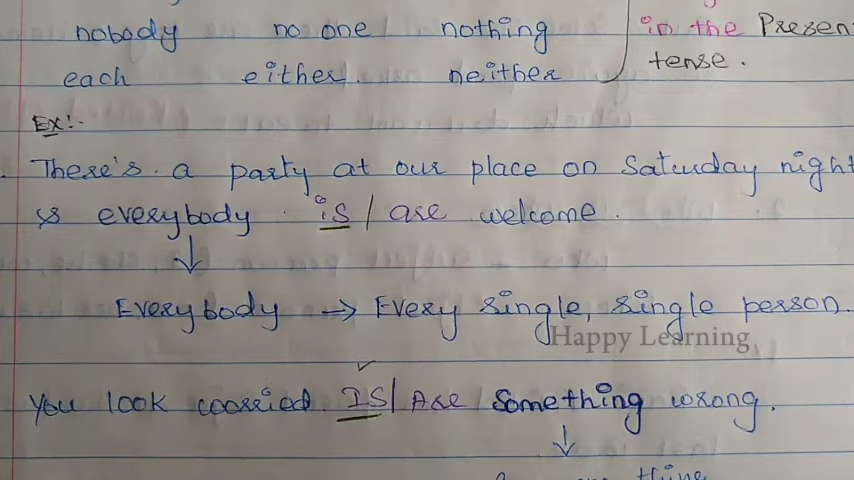 nobody no one nothing in the Presen
each either neither tense.
Ex:-
There's a party at our place on Saturday night
everybody is / are welcome.
Everybody → Every single, single person.
Happy Learning
You look worried. IS / Are something wrong.
thing